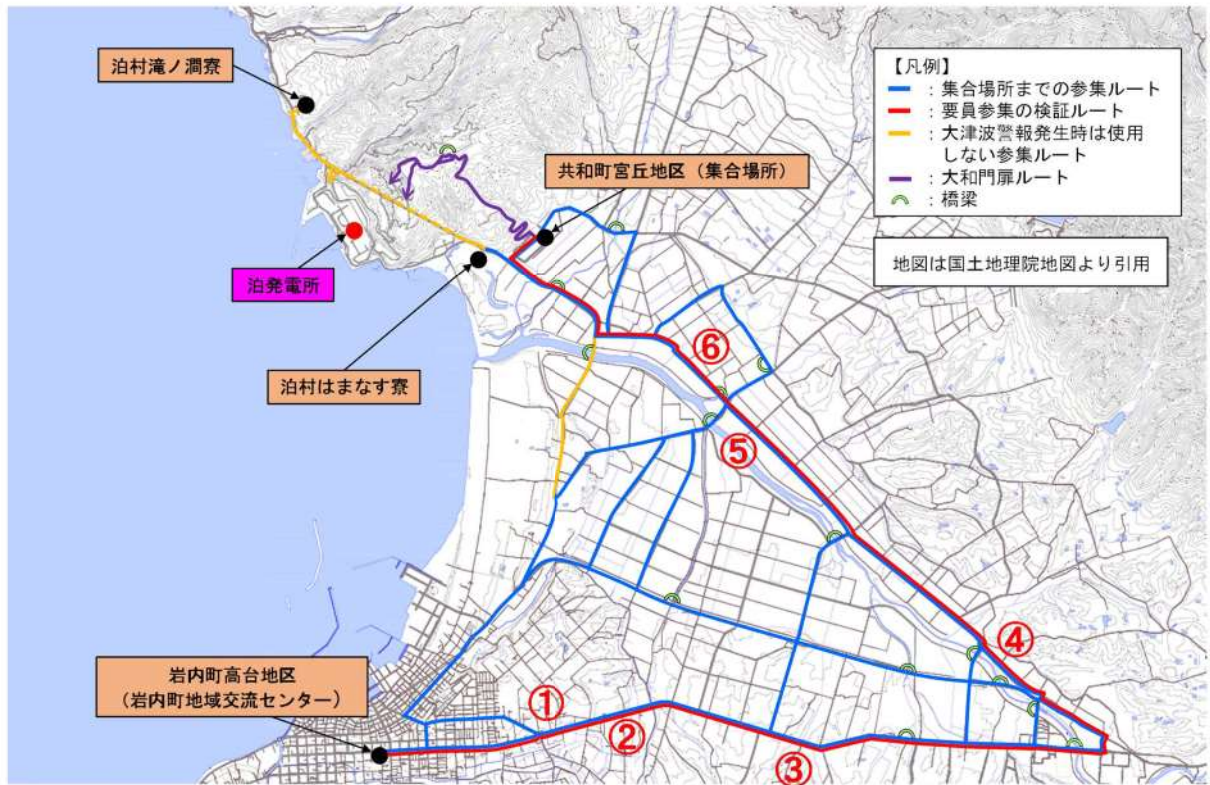 泊村滝ノ澗寮
【凡例】
：集合場所までの参集ルート
：要員参集の検証ルート
：大津波警報発生時は使用
しない参集ルート
：大和門扉ルート
：橋梁
共和町宮丘地区（集合場所）
地図は国土地理院地図より引用
泊発電所
泊村はまなす寮
⑥
⑤
④
岩内町高台地区
（岩内町地域交流センター）
①
②
③